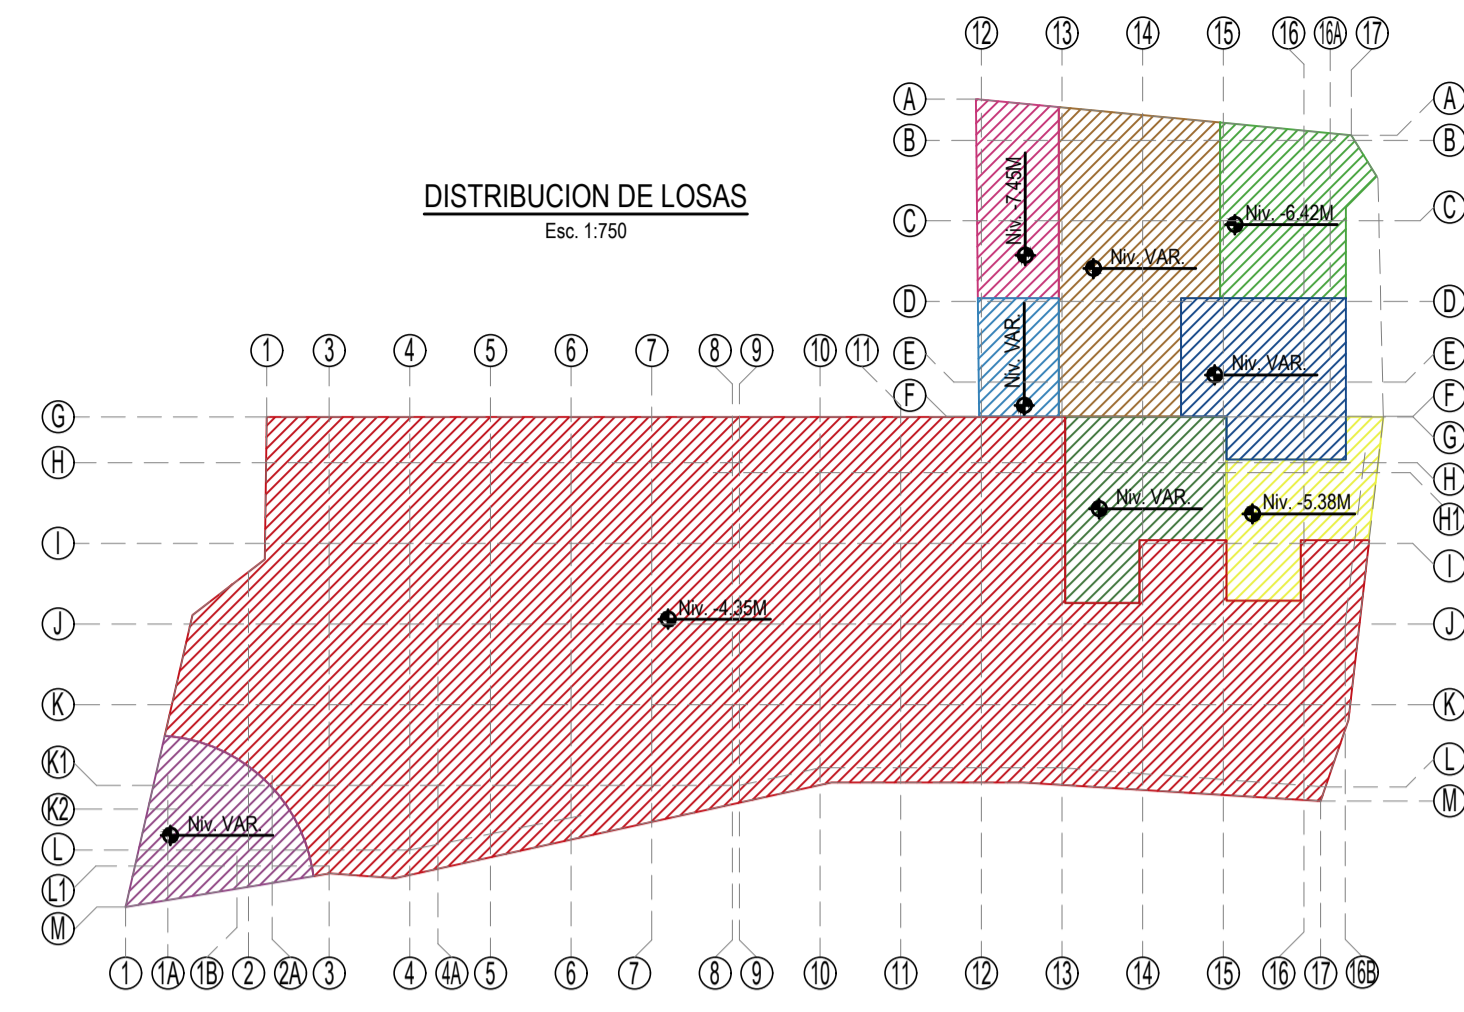 12 13 14 15 16 16A 17
A A
B B
DISTRIBUCION DE LOSAS
Esc. 1:750
Niv. -7.45M
Niv. -6.42M
C C
Niv. VAR.
D D
Niv. VAR.
1 3 4 5 6 7 8 9 10 11
E E
Niv. VAR.
F F
G G
H H
Niv. VAR.
Niv. -5.38M
H1
I I
Niv. -4.35M
J J
K K
K1 L
K2 M
Niv. VAR.
L
L1
M
1 1A 1B 2 2A 3 4 4A 5 6 7 8 9 10 11 12 13 14 15 16 17 16B